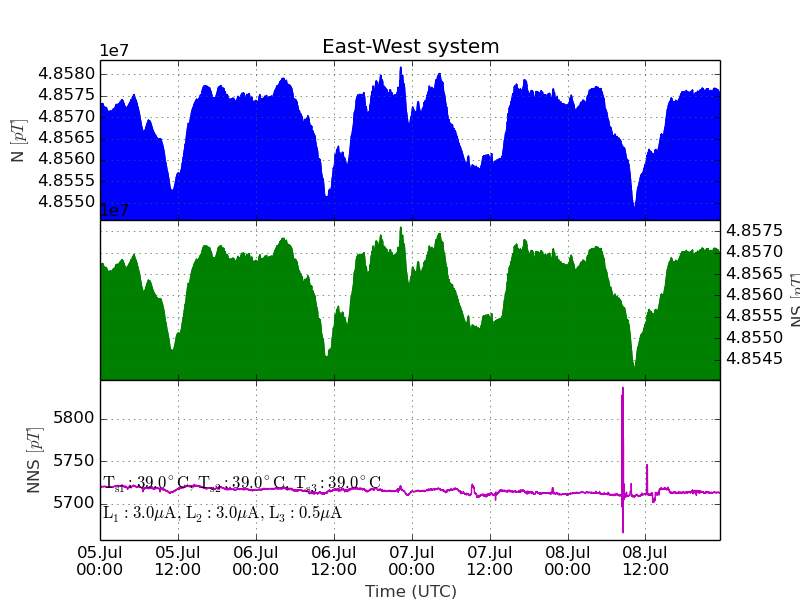 East-West system
1e7
4.8580
4.8575
4.8570
4.8565
4.8560
4.8555
4.8550
N [pT]
1e7
4.8575
4.8570
4.8565
4.8560
4.8555
4.8550
4.8545
NS [pT]
5800
5750
5700
NNS [pT]
T_s1 : 39.0°C, T_s2 : 39.0°C, T_s3 : 39.0°C
L_1 : 3.0μA, L_2 : 3.0μA, L_3 : 0.5μA
05.Jul 05.Jul 06.Jul 06.Jul 07.Jul 07.Jul 08.Jul 08.Jul
00:00 12:00 00:00 12:00 00:00 12:00 00:00 12:00
Time (UTC)